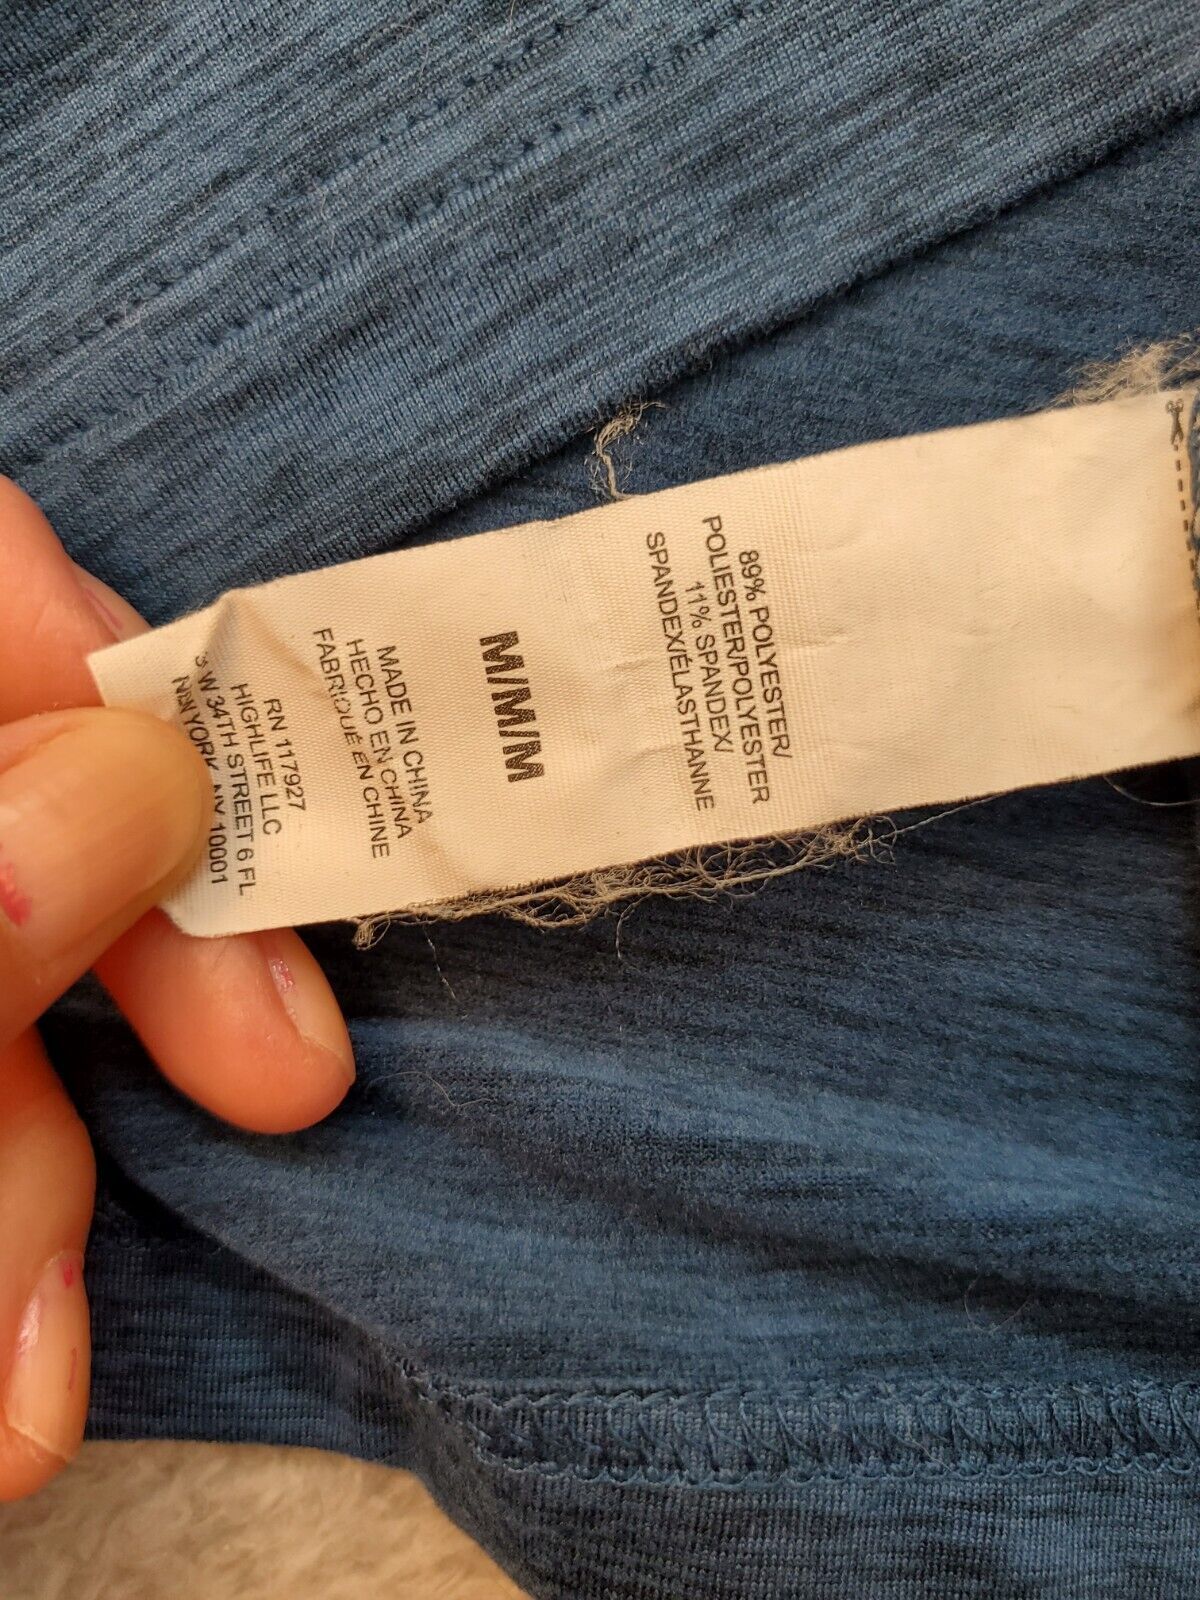 89% POLYESTER/
POLIESTER/POLYESTER
11% SPANDEX/
SPANDEX/ÉLASTHANNE
M/M/M
MADE IN CHINA
HECHO EN CHINA
FABRIQUÉ EN CHINE
RN 117927
HIGHLIFE LLC
W 34TH STREET 6 FL
NEW YORK, NY 10001